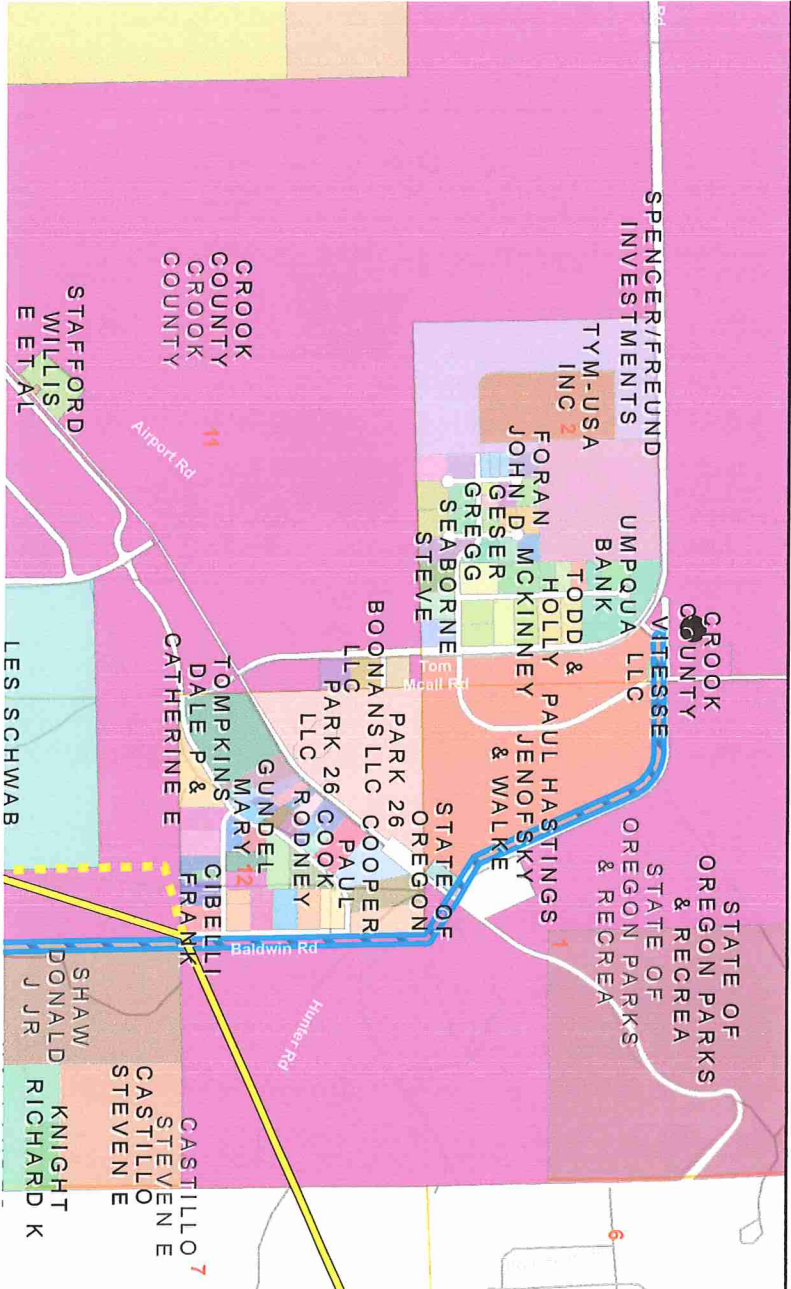 Rd
SPENCER/FREUND
INVESTMENTS
TYM-USA
INC
2
CROOK
COUNTY
VITESSE
LLC
UMPQUA
BANK
TODD &
HOLLY
MCKINNEY
PAUL HASTINGS
JENOFSKY
& WALKE
FORAN
JOHN D
GESER
GREGG
SEABORNE
STEVE
STATE OF
OREGON PARKS
& RECREA
STATE OF
OREGON PARKS
& RECREA
1
6
Tom
Mcall Rd
STATE OF
OREGON
PARK 26
LLC
BOONANSLLC
COOPER
PAUL
PARK 26
LLC
COOK
RODNEY
GUNDEL
MARY
12
TOMPKINS
DALE P &
CATHERINE E
CIBELLI
FRANK
Baldwin Rd
Hunter Rd
CROOK
COUNTY
CROOK
COUNTY
11
Airport Rd
STAFFORD
WILLIS
E ET AL
LES SCHWAB
SHAW
DONALD
J JR
CASTILLO
STEVEN E
CASTILLO
STEVEN E
7
KNIGHT
RICHARD K